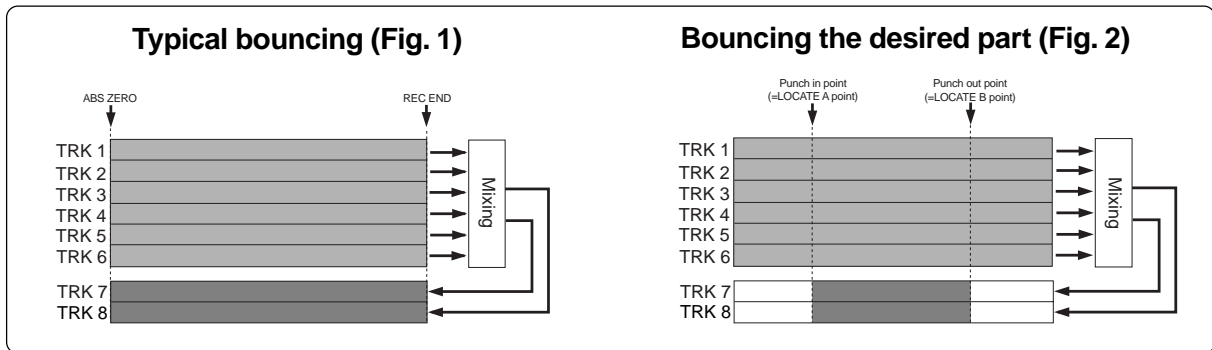 Typical bouncing (Fig. 1)
ABS ZERO
REC END
TRK 1
TRK 2
TRK 3
TRK 4
TRK 5
TRK 6
Mixing
TRK 7
TRK 8
Bouncing the desired part (Fig. 2)
Punch in point
(=LOCATE A point)
Punch out point
(=LOCATE B point)
TRK 1
TRK 2
TRK 3
TRK 4
TRK 5
TRK 6
Mixing
TRK 7
TRK 8